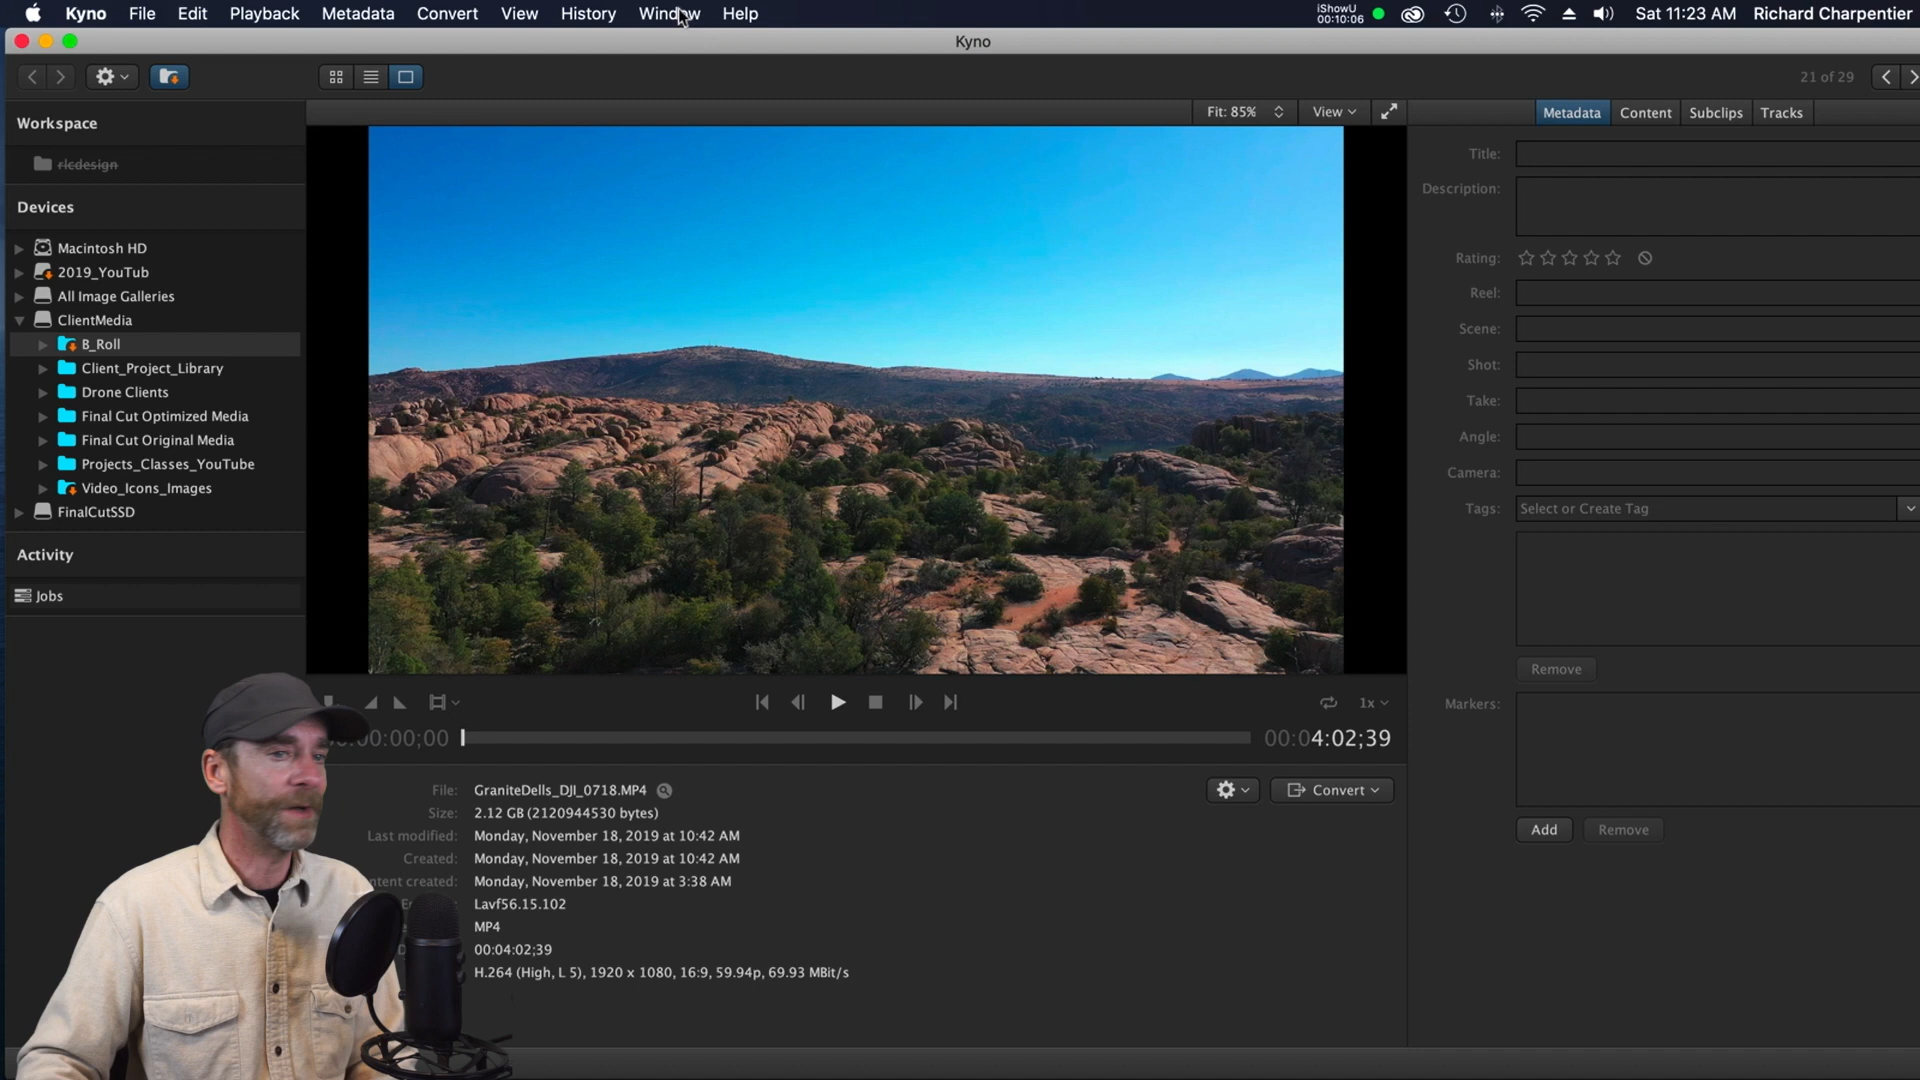 Kyno File Edit Playback Metadata Convert View History Window Help
iShowU
00:10:06
Sat 11:23 AM Richard Charpentier
Kyno
21 of 29
Workspace
rlcdesign
Devices
Macintosh HD
2019_YouTub
All Image Galleries
ClientMedia
B_Roll
Client_Project_Library
Drone Clients
Final Cut Optimized Media
Final Cut Original Media
Projects_Classes_YouTube
Video_Icons_Images
FinalCutSSD
Activity
Jobs
Fit: 85% View
Metadata Content Subclips Tracks
Title:
Description:
Rating:
Reel:
Scene:
Shot:
Take:
Angle:
Camera:
Tags: Select or Create Tag
Remove
Markers:
Add Remove
1x
00:00:00;00 00:04:02;39
File: GraniteDells_DJI_0718.MP4
Convert
Size: 2.12 GB (2120944530 bytes)
Last modified: Monday, November 18, 2019 at 10:42 AM
Created: Monday, November 18, 2019 at 10:42 AM
ntent created: Monday, November 18, 2019 at 3:38 AM
Lavf56.15.102
MP4
00:04:02;39
H.264 (High, L 5), 1920 x 1080, 16:9, 59.94p, 69.93 MBit/s